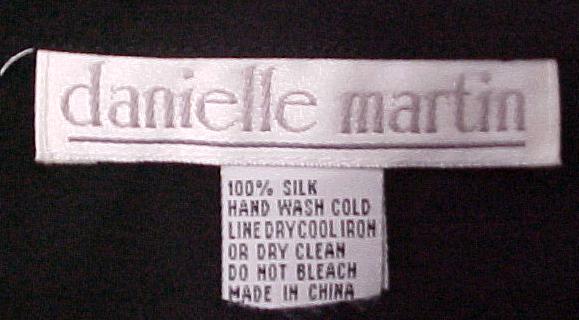 danielle martin
100% SILK
HAND WASH COLD
LINE DRY COOL IRON
OR DRY CLEAN
DO NOT BLEACH
MADE IN CHINA